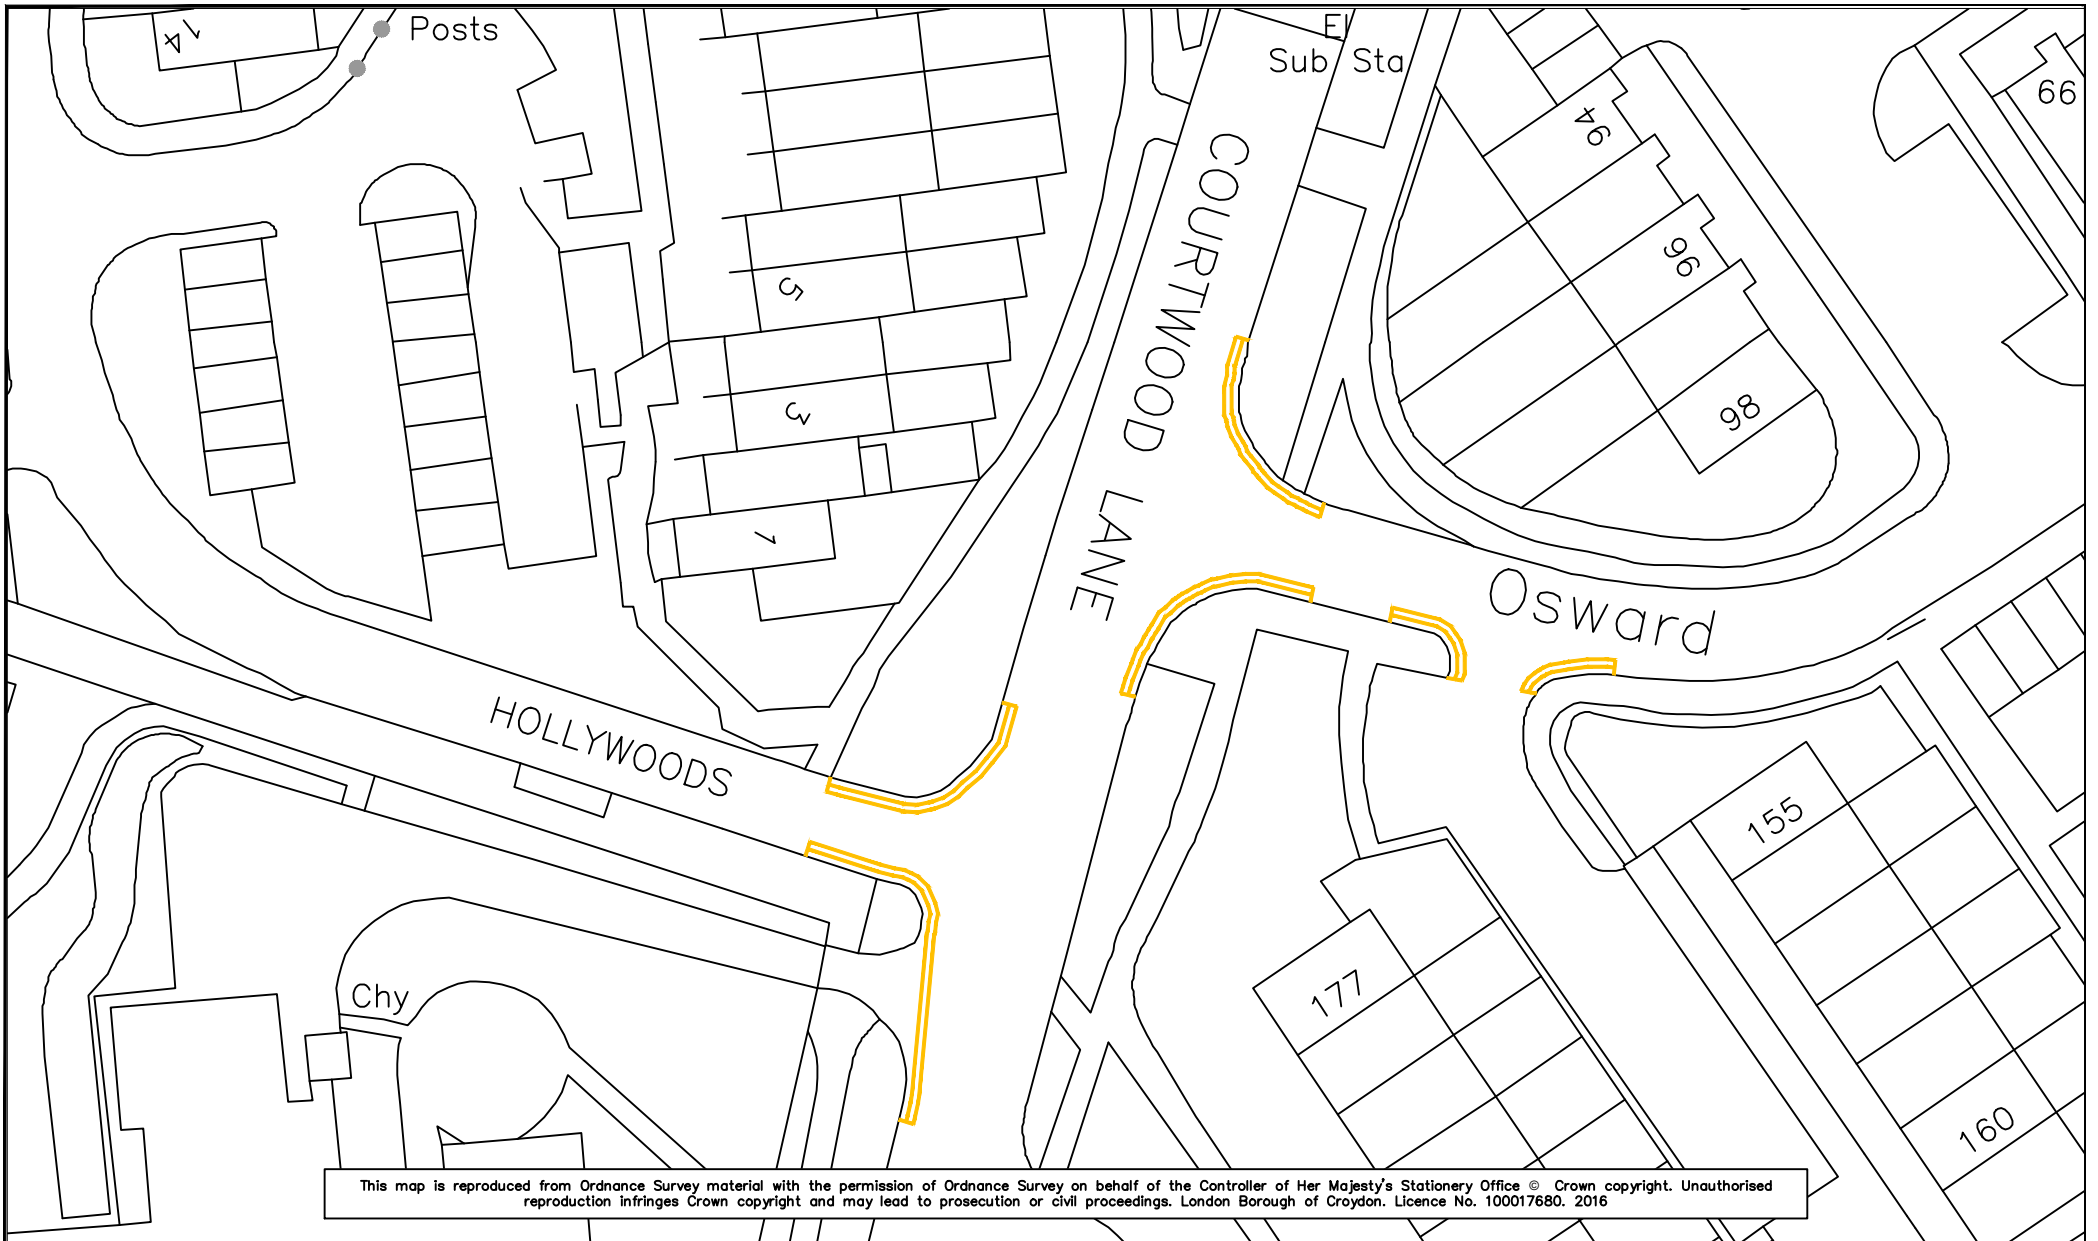 14
Posts
El
Sub Sta
66
94
96
98
5
3
1
COURTWOOD LANE
Osward
HOLLYWOODS
155
177
160
Chy
This map is reproduced from Ordnance Survey material with the permission of Ordnance Survey on behalf of the Controller of Her Majesty's Stationery Office © Crown copyright. Unauthorised
reproduction infringes Crown copyright and may lead to prosecution or civil proceedings. London Borough of Croydon. Licence No. 100017680. 2016